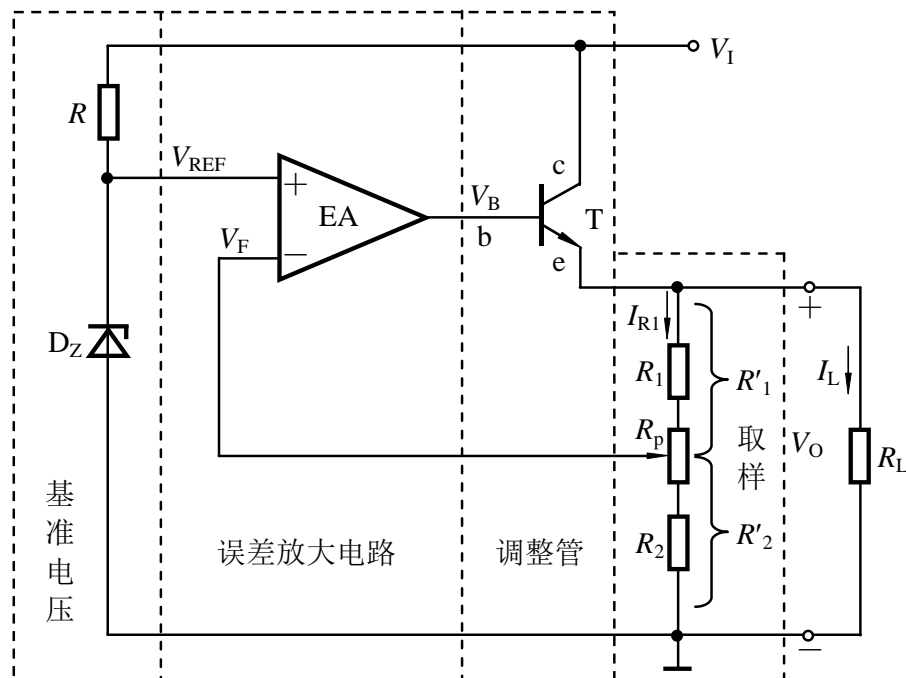 V_I
R
V_REF
+
EA
−
V_F
V_B
b
c
T
e
D_Z
I_R1
R_1
R_p
R_2
R'_1
取样
R'_2
+
V_O
−
I_L
R_L
基准电压
误差放大电路
调整管